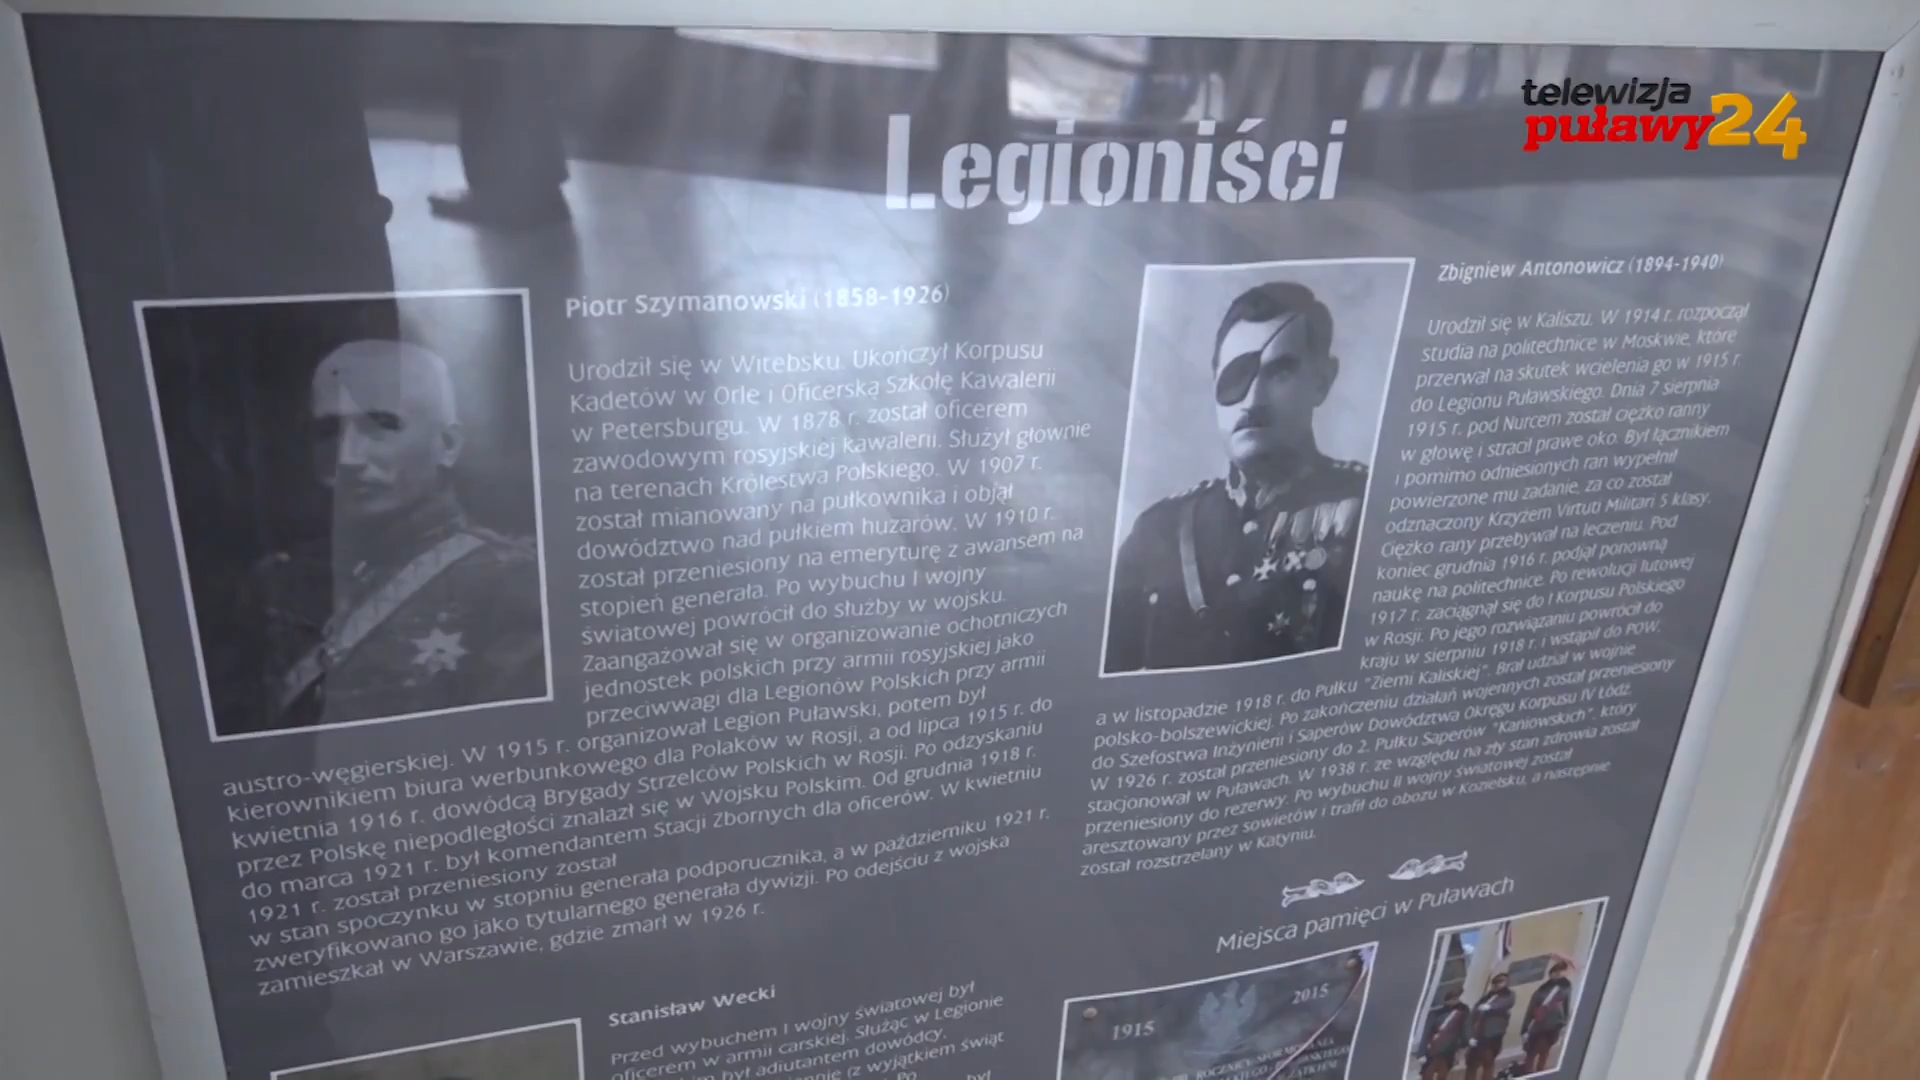 telewizja
puławy24
Legioniści
Piotr Szymanowski (1858-1926)
Urodził się w Witebsku. Ukończył Korpusu
Kadetów w Orle i Oficerską Szkołę Kawalerii
w Petersburgu. W 1878 r. został oficerem
zawodowym rosyjskiej kawalerii. Służył głownie
na terenach Królestwa Polskiego. W 1907 r.
został mianowany na pułkownika i objął
dowództwo nad pułkiem huzarów. W 1910 r.
został przeniesiony na emeryturę z awansem na
stopień generała. Po wybuchu I wojny
światowej powrócił do służby w wojsku.
Zaangażował się w organizowanie ochotniczych
jednostek polskich przy armii rosyjskiej jako
przeciwwagi dla Legionów Polskich przy armii
austro-węgierskiej. W 1915 r. organizował Legion Puławski, potem był
kierownikiem biura werbunkowego dla Polaków w Rosji, a od lipca 1915 r. do
kwietnia 1916 r. dowódcą Brygady Strzelców Polskich w Rosji. Po odzyskaniu
przez Polskę niepodległości znalazł się w Wojsku Polskim. Od grudnia 1918 r.
do marca 1921 r. był komendantem Stacji Zbornych dla oficerów. W kwietniu
1921 r. został przeniesiony został
w stan spoczynku w stopniu generała podporucznika, a w październiku 1921 r.
zweryfikowano go jako tytularnego generała dywizji. Po odejściu z wojska
zamieszkał w Warszawie, gdzie zmarł w 1926 r.
Zbigniew Antonowicz (1894-1940)
Urodził się w Kaliszu. W 1914 r. rozpoczął
studia na politechnice w Moskwie, które
przerwał na skutek wcielenia go w 1915 r.
do Legionu Puławskiego. Dnia 7 sierpnia
1915 r. pod Nurcem został ciężko ranny
w głowę i stracił prawe oko. Był łącznikiem
i pomimo odniesionych ran wypełnił
powierzone mu zadanie, za co został
odznaczony Krzyżem Virtuti Militari 5 klasy.
Ciężko rany przebywał na leczeniu. Pod
koniec grudnia 1916 r. podjął ponowną
naukę na politechnice. Po rewolucji lutowej
1917 r. zaciągnął się do I Korpusu Polskiego
w Rosji. Po jego rozwiązaniu powrócił do
kraju w sierpniu 1918 r. i wstąpił do POW,
a w listopadzie 1918 r. do Pułku "Ziemi Kaliskiej". Brał udział w wojnie
polsko-bolszewickiej. Po zakończeniu działań wojennych został przeniesiony
do Szefostwa Inżynierii i Saperów Dowództwa Okręgu Korpusu IV Łódź.
W 1926 r. został przeniesiony do 2. Pułku Saperów "Kaniowskich", który
stacjonował w Puławach. W 1938 r. ze względu na zły stan zdrowia został
przeniesiony do rezerwy. Po wybuchu II wojny światowej został
aresztowany przez sowietów i trafił do obozu w Kozielsku, a następnie
został rozstrzelany w Katyniu.
Miejsca pamięci w Puławach
1915
2015
Stanisław Wecki
Przed wybuchem I wojny światowej był
oficerem w armii carskiej. Służąc w Legionie
był adiutantem dowódcy,
(z wyjątkiem świąt